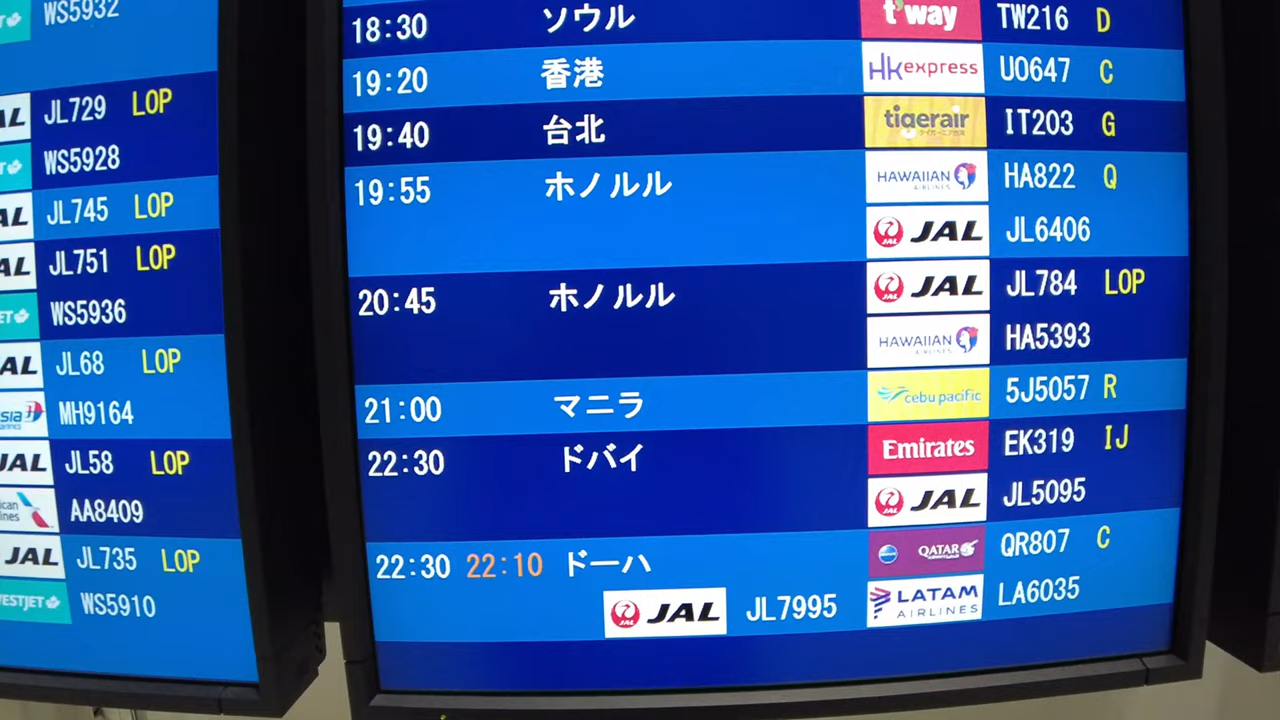 WS5932
JL729 LOP
WS5928
JL745 LOP
JL751 LOP
WS5936
JL68 LOP
MH9164
JAL JL58 LOP
AA8409
JAL JL735 LOP
WESTJET WS5910
18:30 ソウル t'way TW216 D
19:20 香港 HK express UO647 C
19:40 台北 tigerair IT203 G
19:55 ホノルル HAWAIIAN AIRLINES HA822 Q
JAL JL6406
20:45 ホノルル JAL JL784 LOP
HAWAIIAN AIRLINES HA5393
21:00 マニラ cebu pacific 5J5057 R
22:30 ドバイ Emirates EK319 IJ
JAL JL5095
22:30 22:10 ドーハ QATAR QR807 C
JAL JL7995 LATAM AIRLINES LA6035